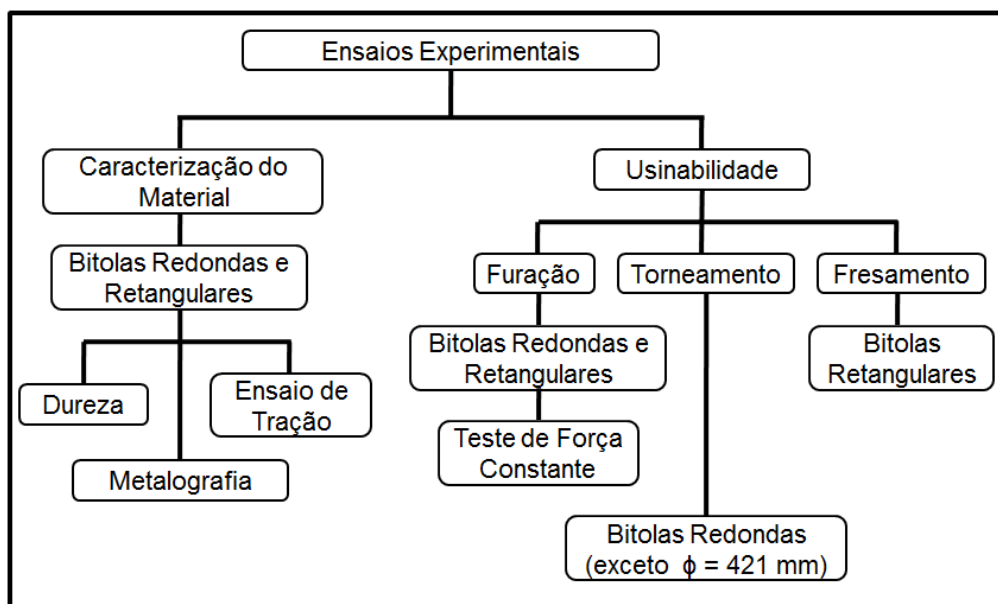 Ensaios Experimentais
Caracterização do
Material
Usinabilidade
Bitolas Redondas e
Retangulares
Furação
Torneamento
Fresamento
Bitolas Redondas e
Retangulares
Bitolas
Retangulares
Dureza
Ensaio de
Tração
Teste de Força
Constante
Metalografia
Bitolas Redondas
(exceto ϕ = 421 mm)